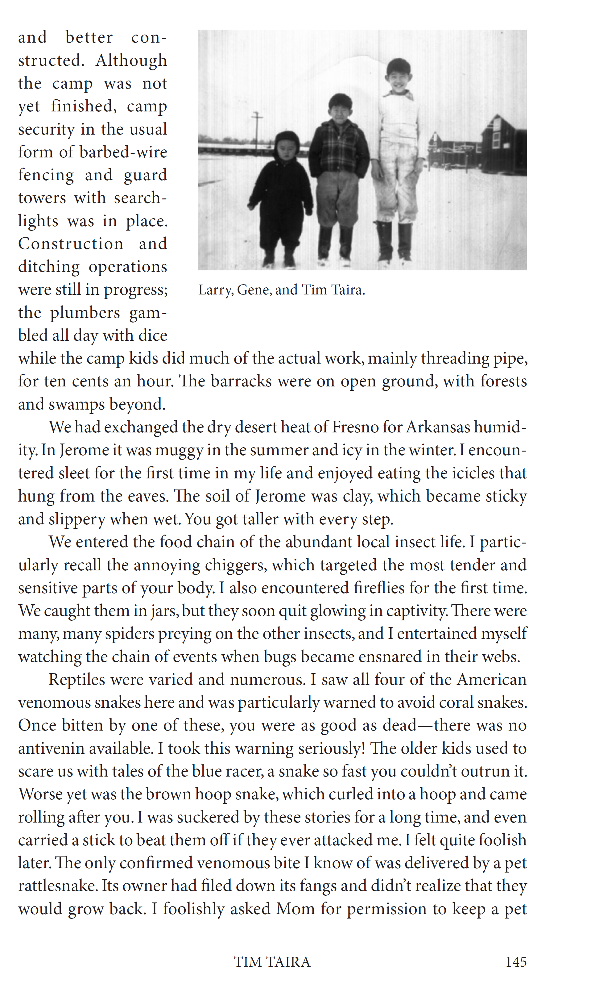 and better con-
structed. Although
the camp was not
yet finished, camp
security in the usual
form of barbed-wire
fencing and guard
towers with search-
lights was in place.
Construction and
ditching operations
were still in progress;
the plumbers gam-
bled all day with dice
Larry, Gene, and Tim Taira.
while the camp kids did much of the actual work, mainly threading pipe,
for ten cents an hour. The barracks were on open ground, with forests
and swamps beyond.
We had exchanged the dry desert heat of Fresno for Arkansas humid-
ity. In Jerome it was muggy in the summer and icy in the winter. I encoun-
tered sleet for the first time in my life and enjoyed eating the icicles that
hung from the eaves. The soil of Jerome was clay, which became sticky
and slippery when wet. You got taller with every step.
We entered the food chain of the abundant local insect life. I partic-
ularly recall the annoying chiggers, which targeted the most tender and
sensitive parts of your body. I also encountered fireflies for the first time.
We caught them in jars, but they soon quit glowing in captivity. There were
many, many spiders preying on the other insects, and I entertained myself
watching the chain of events when bugs became ensnared in their webs.
Reptiles were varied and numerous. I saw all four of the American
venomous snakes here and was particularly warned to avoid coral snakes.
Once bitten by one of these, you were as good as dead—there was no
antivenin available. I took this warning seriously! The older kids used to
scare us with tales of the blue racer, a snake so fast you couldn’t outrun it.
Worse yet was the brown hoop snake, which curled into a hoop and came
rolling after you. I was suckered by these stories for a long time, and even
carried a stick to beat them off if they ever attacked me. I felt quite foolish
later. The only confirmed venomous bite I know of was delivered by a pet
rattlesnake. Its owner had filed down its fangs and didn’t realize that they
would grow back. I foolishly asked Mom for permission to keep a pet
TIM TAIRA 145